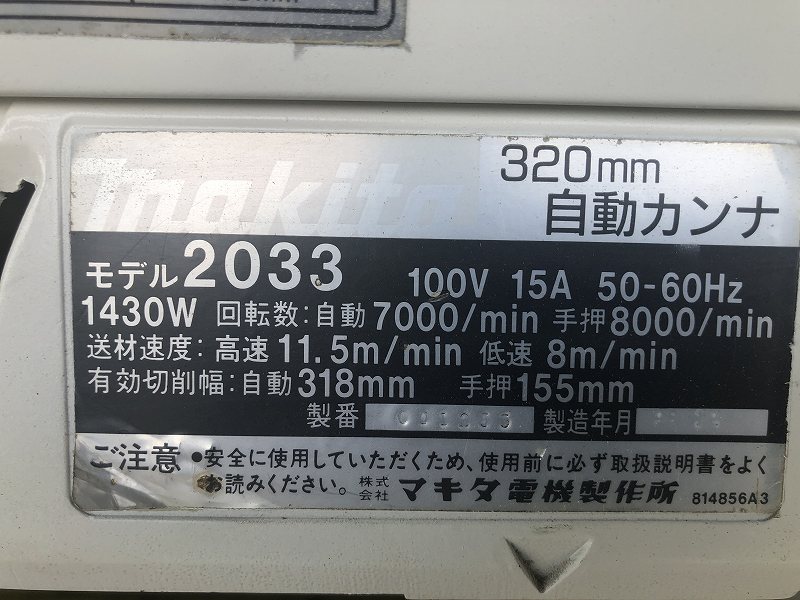 makita
320mm
自動カンナ
モデル2033 100V 15A 50-60Hz
1430W 回転数:自動7000/min 手押8000/min
送材速度:高速11.5m/min 低速8m/min
有効切削幅:自動318mm 手押155mm
製番 製造年月
ご注意 •安全に使用していただくため、使用前に必ず取扱説明書をよく
お読みください。株式会社 マキタ電機製作所 814856A3